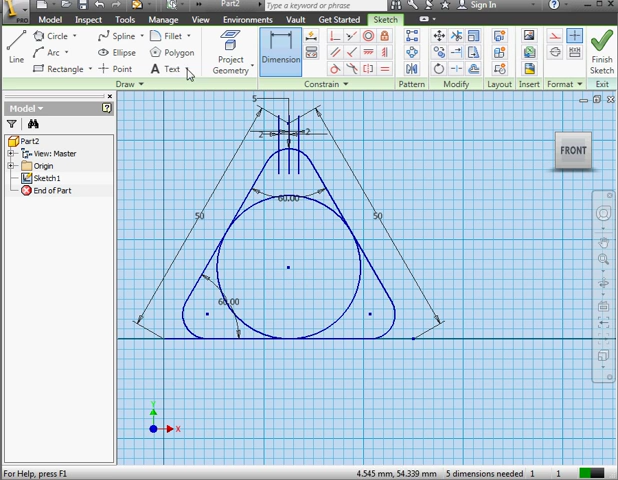 Part2
Type a keyword or phrase
Sign In
PRO
Model Inspect Tools Manage View Environments Vault Get Started Sketch
Line
Circle
Arc
Rectangle
Spline
Ellipse
Point
Fillet
Polygon
Text
Project
Geometry
Dimension
Finish
Sketch
Draw
Constrain
Pattern
Modify
Layout
Insert
Format
Exit
Model
Part2
View: Master
Origin
Sketch1
End of Part
5
2
2
50
60.00
50
60.00
FRONT
Y
X
For Help, press F1
4.545 mm, 54.339 mm
5 dimensions needed
1
1